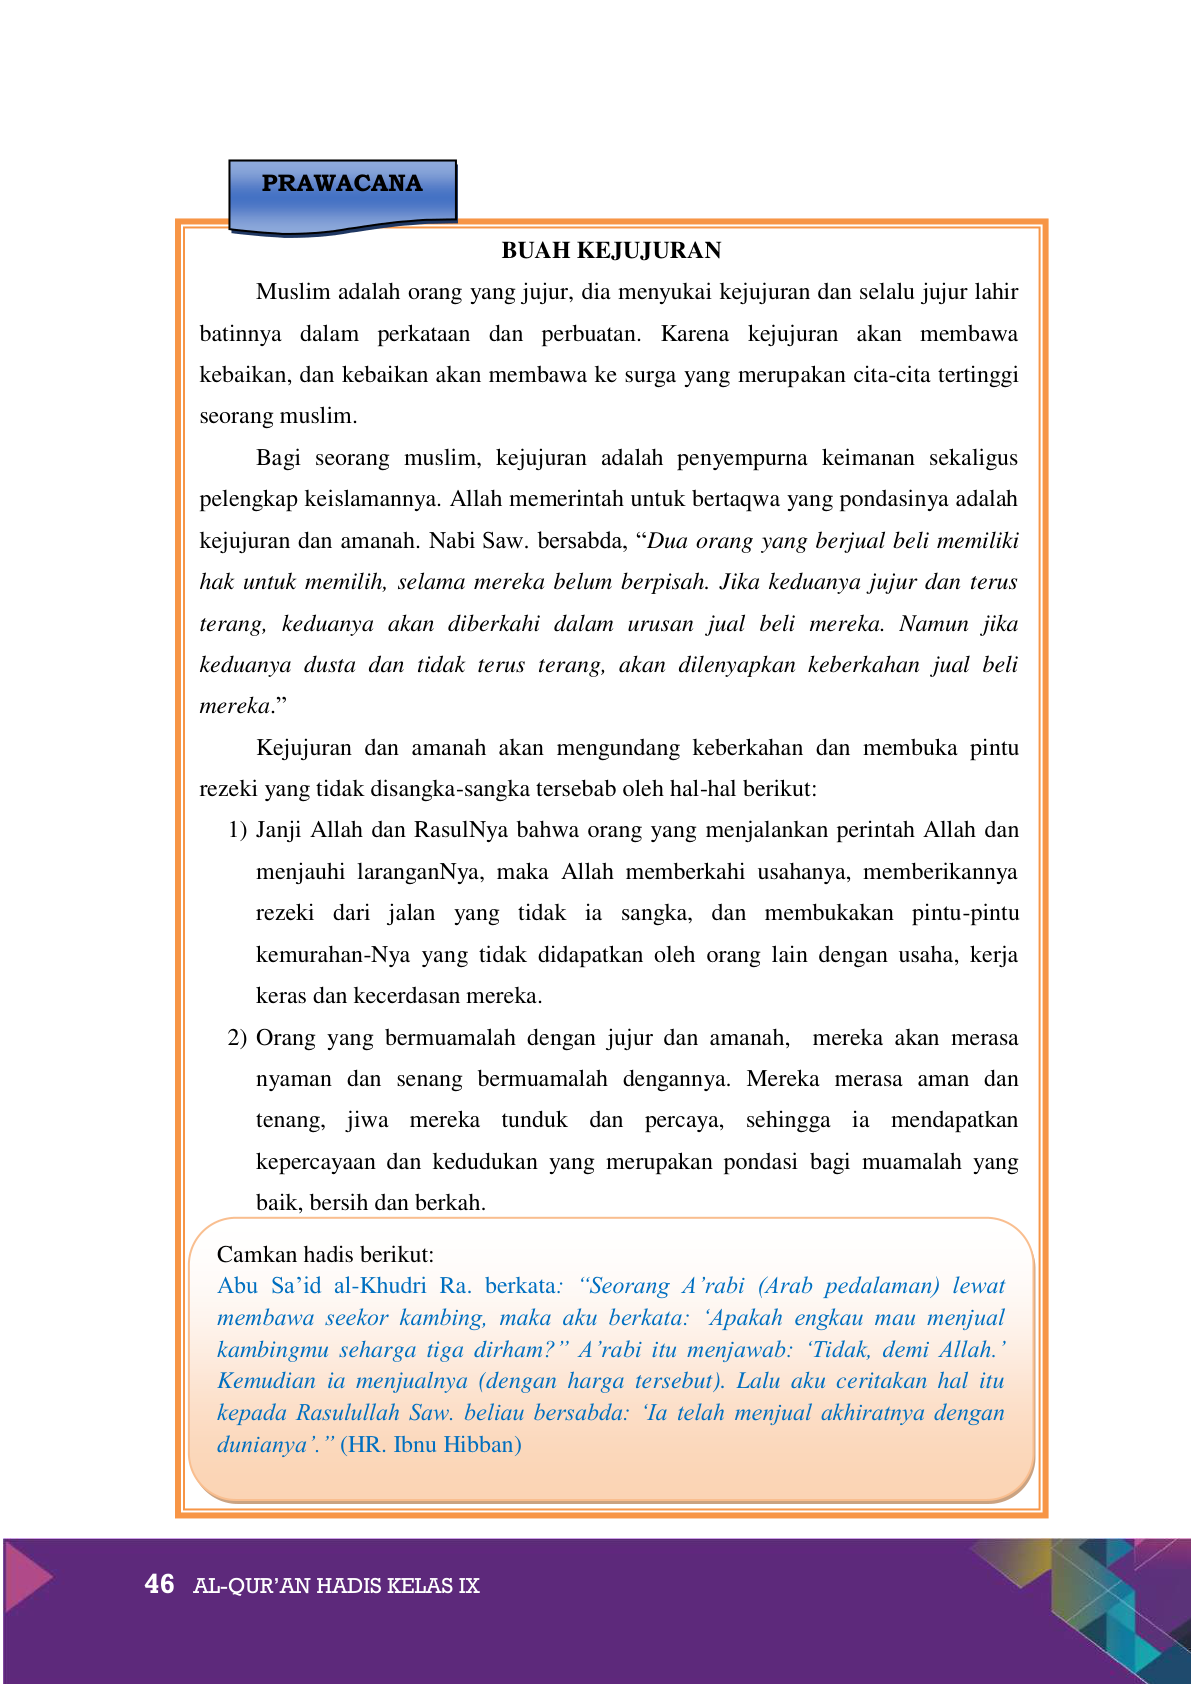 PRAWACANA
BUAH KEJUJURAN
Muslim adalah orang yang jujur, dia menyukai kejujuran dan selalu jujur lahir
batinnya dalam perkataan dan perbuatan. Karena kejujuran akan membawa
kebaikan, dan kebaikan akan membawa ke surga yang merupakan cita-cita tertinggi
seorang muslim.
Bagi seorang muslim, kejujuran adalah penyempurna keimanan sekaligus
pelengkap keislamannya. Allah memerintah untuk bertaqwa yang pondasinya adalah
kejujuran dan amanah. Nabi Saw. bersabda, “Dua orang yang berjual beli memiliki
hak untuk memilih, selama mereka belum berpisah. Jika keduanya jujur dan terus
terang, keduanya akan diberkahi dalam urusan jual beli mereka. Namun jika
keduanya dusta dan tidak terus terang, akan dilenyapkan keberkahan jual beli
mereka.”
Kejujuran dan amanah akan mengundang keberkahan dan membuka pintu
rezeki yang tidak disangka-sangka tersebab oleh hal-hal berikut:
1) Janji Allah dan RasulNya bahwa orang yang menjalankan perintah Allah dan
menjauhi laranganNya, maka Allah memberkahi usahanya, memberikannya
rezeki dari jalan yang tidak ia sangka, dan membukakan pintu-pintu
kemurahan-Nya yang tidak didapatkan oleh orang lain dengan usaha, kerja
keras dan kecerdasan mereka.
2) Orang yang bermuamalah dengan jujur dan amanah, mereka akan merasa
nyaman dan senang bermuamalah dengannya. Mereka merasa aman dan
tenang, jiwa mereka tunduk dan percaya, sehingga ia mendapatkan
kepercayaan dan kedudukan yang merupakan pondasi bagi muamalah yang
baik, bersih dan berkah.
Camkan hadis berikut:
Abu Sa’id al-Khudri Ra. berkata: “Seorang A’rabi (Arab pedalaman) lewat
membawa seekor kambing, maka aku berkata: ‘Apakah engkau mau menjual
kambingmu seharga tiga dirham?” A’rabi itu menjawab: ‘Tidak, demi Allah.’
Kemudian ia menjualnya (dengan harga tersebut). Lalu aku ceritakan hal itu
kepada Rasulullah Saw. beliau bersabda: ‘Ia telah menjual akhiratnya dengan
dunianya’.” (HR. Ibnu Hibban)
46 AL-QUR’AN HADIS KELAS IX